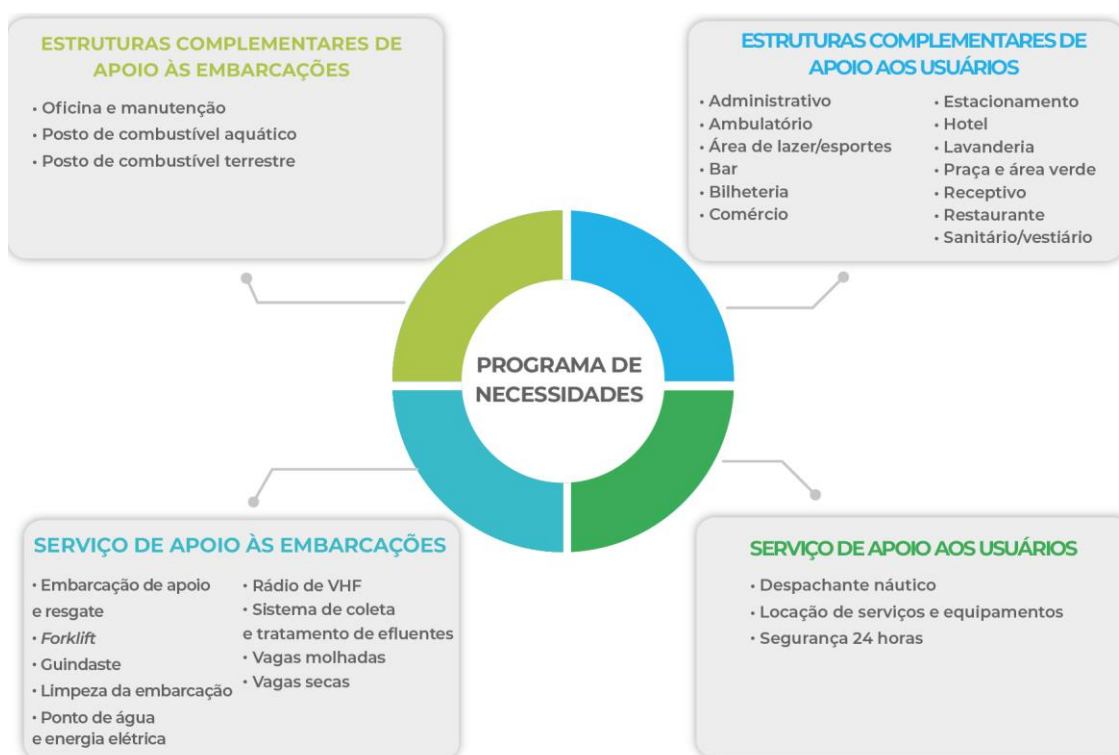 ESTRUTURAS COMPLEMENTARES DE
APOIO ÀS EMBARCAÇÕES
• Oficina e manutenção
• Posto de combustível aquático
• Posto de combustível terrestre
ESTRUTURAS COMPLEMENTARES DE
APOIO AOS USUÁRIOS
• Administrativo
• Ambulatório
• Área de lazer/esportes
• Bar
• Bilheteria
• Comércio
• Estacionamento
• Hotel
• Lavanderia
• Praça e área verde
• Receptivo
• Restaurante
• Sanitário/vestiário
PROGRAMA DE
NECESSIDADES
SERVIÇO DE APOIO ÀS EMBARCAÇÕES
• Embarcação de apoio
e resgate
• Forklift
• Guindaste
• Limpeza da embarcação
• Ponto de água
e energia elétrica
• Rádio de VHF
• Sistema de coleta
e tratamento de efluentes
• Vagas molhadas
• Vagas secas
SERVIÇO DE APOIO AOS USUÁRIOS
• Despachante náutico
• Locação de serviços e equipamentos
• Segurança 24 horas